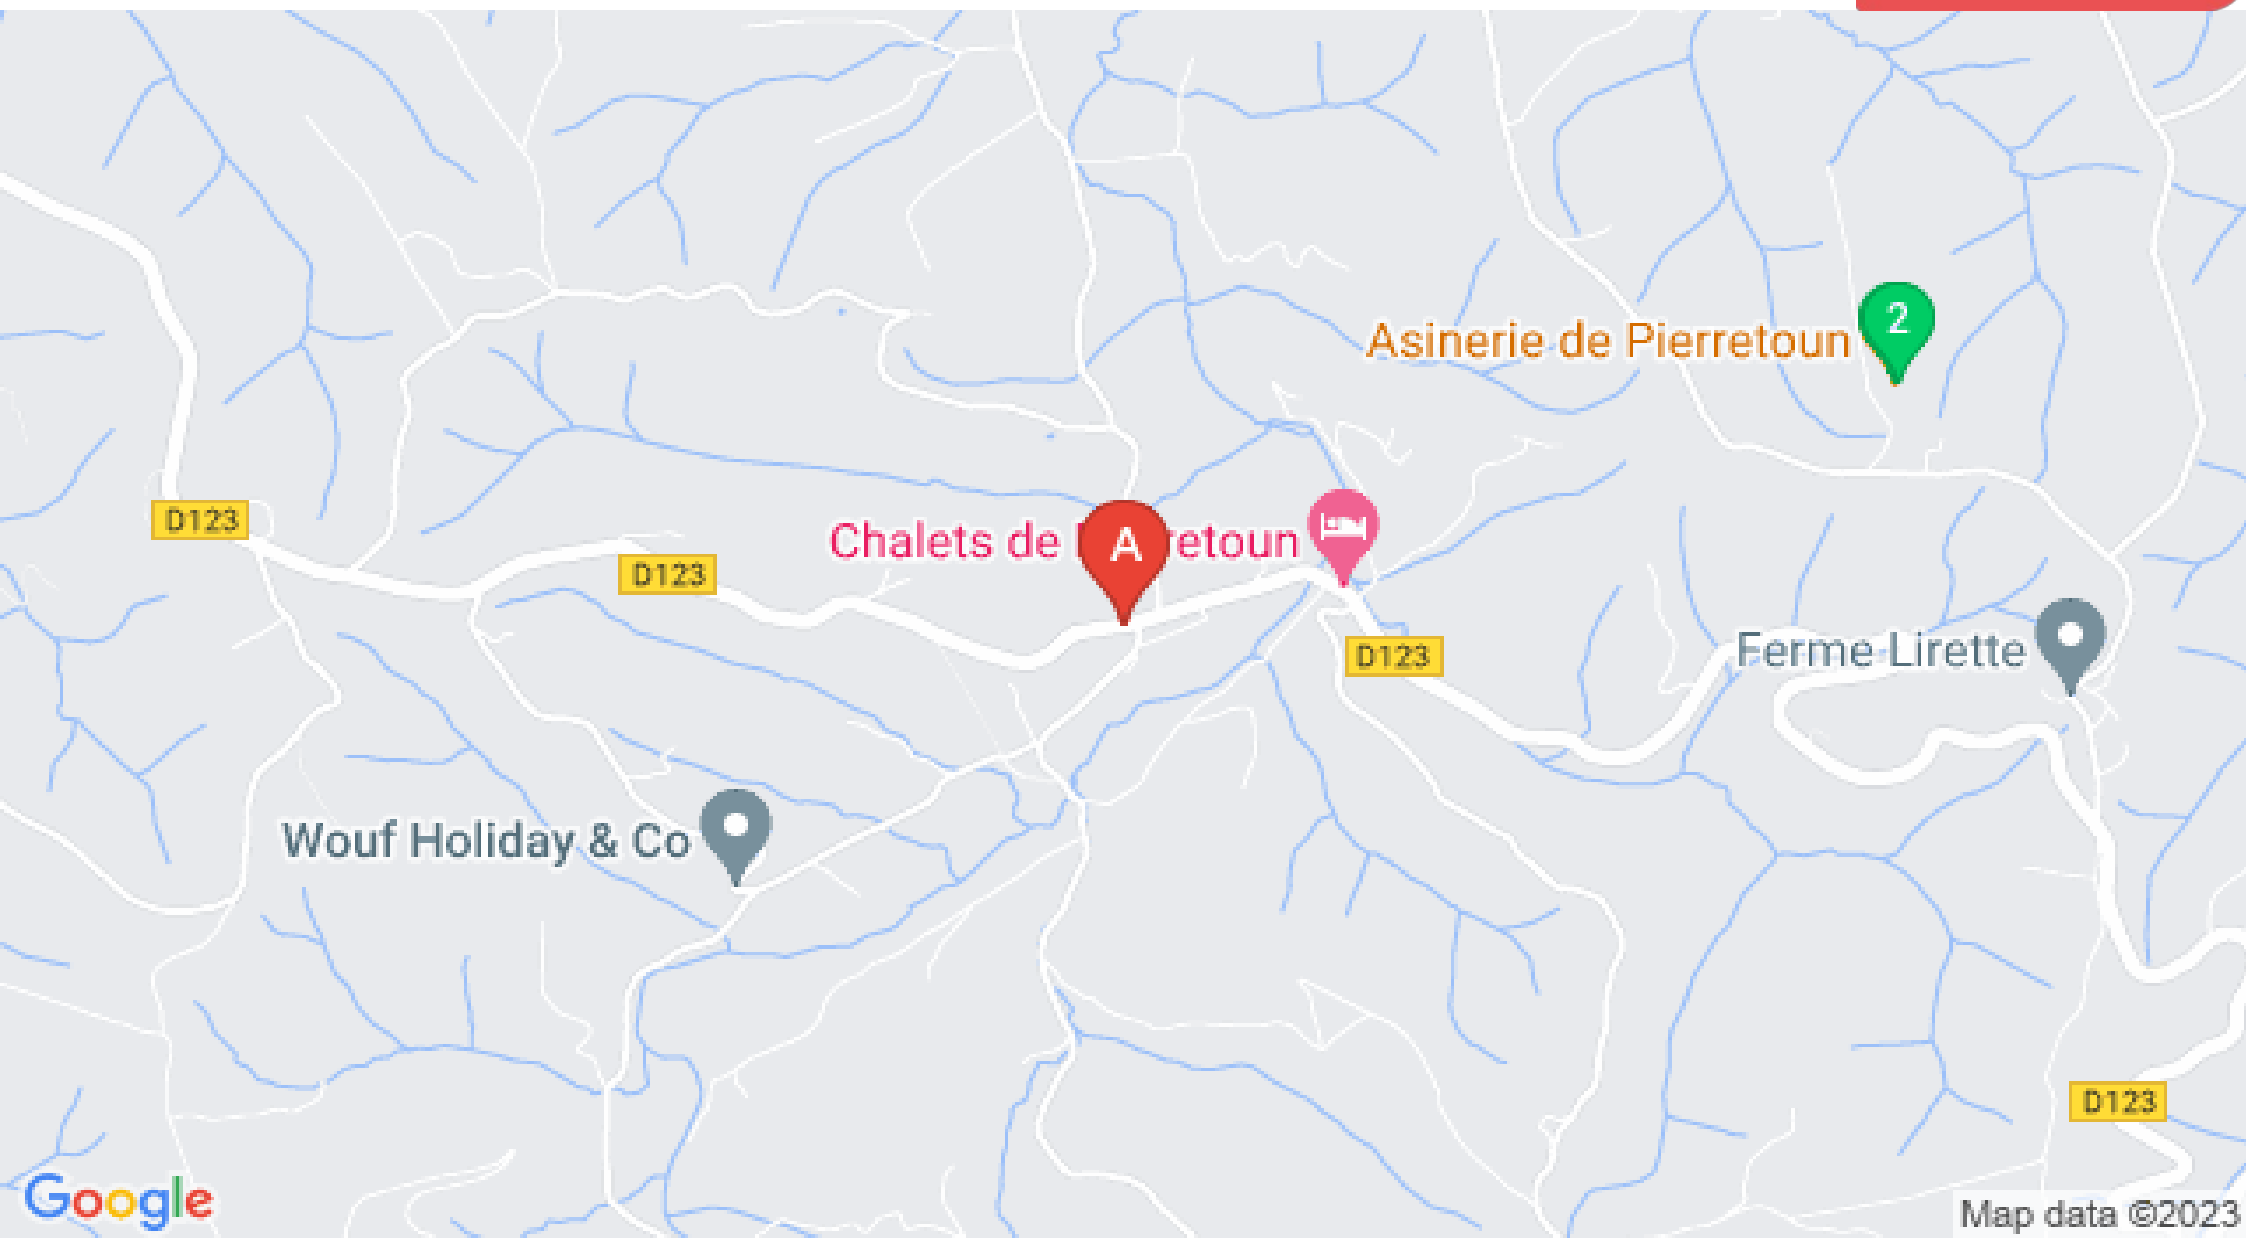 2
Asinerie de Pierretoun
D123
Chalets de
retoun
A
D123
D123
Ferme Lirette
Wouf Holiday & Co
D123
Google
Map data ©2023